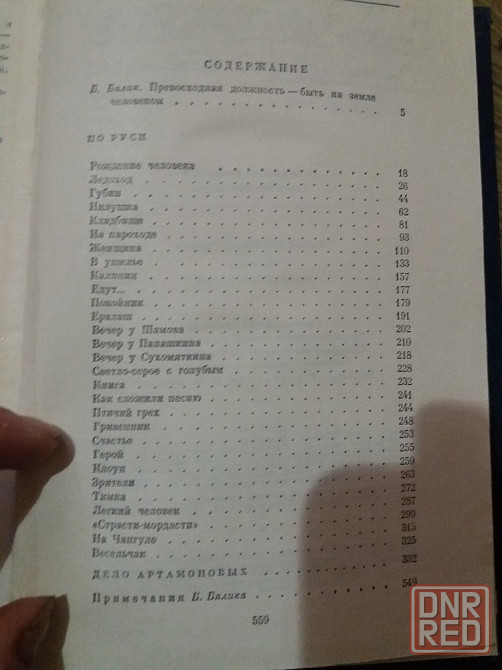 СОДЕРЖАНИЕ
Б. Бялик. Превосходная должность — быть на земле
человеком . . . . . . . . . . . . . . . 5
ПО РУСИ
Рождение человека . . . . . . . . . . . . 18
Ледоход . . . . . . . . . . . . . . . . 26
Губин . . . . . . . . . . . . . . . . 44
Нилушка . . . . . . . . . . . . . . . . 62
Кладбище . . . . . . . . . . . . . . . . 81
На пароходе . . . . . . . . . . . . . . . 93
Женщина . . . . . . . . . . . . . . . . 110
В ущелье . . . . . . . . . . . . . . . . 133
Калинин . . . . . . . . . . . . . . . . 157
Едут... . . . . . . . . . . . . . . . . 177
Покойник . . . . . . . . . . . . . . . . 179
Ералаш . . . . . . . . . . . . . . . . 191
Вечер у Шамова . . . . . . . . . . . . . . 202
Вечер у Панашкина . . . . . . . . . . . . . 210
Вечер у Сухомяткина . . . . . . . . . . . . 218
Светло-серое с голубым . . . . . . . . . . . 228
Книга . . . . . . . . . . . . . . . . 232
Как сложили песню . . . . . . . . . . . . . 241
Птичий грех . . . . . . . . . . . . . . . 244
Гривенник . . . . . . . . . . . . . . . . 248
Счастье . . . . . . . . . . . . . . . . 253
Герой . . . . . . . . . . . . . . . . 255
Клоун . . . . . . . . . . . . . . . . 259
Зрители . . . . . . . . . . . . . . . . 263
Тимка . . . . . . . . . . . . . . . . 272
Легкий человек . . . . . . . . . . . . . . 287
«Страсти-мордасти» . . . . . . . . . . . . . 299
На Чангуле . . . . . . . . . . . . . . . 315
Весельчак . . . . . . . . . . . . . . . . 325
ДЕЛО АРТАМОНОВЫХ . . . . . . . . . . . . . 332
Примечания Б. Бялика . . . . . . . . . . . . 549
559
DNR
RED